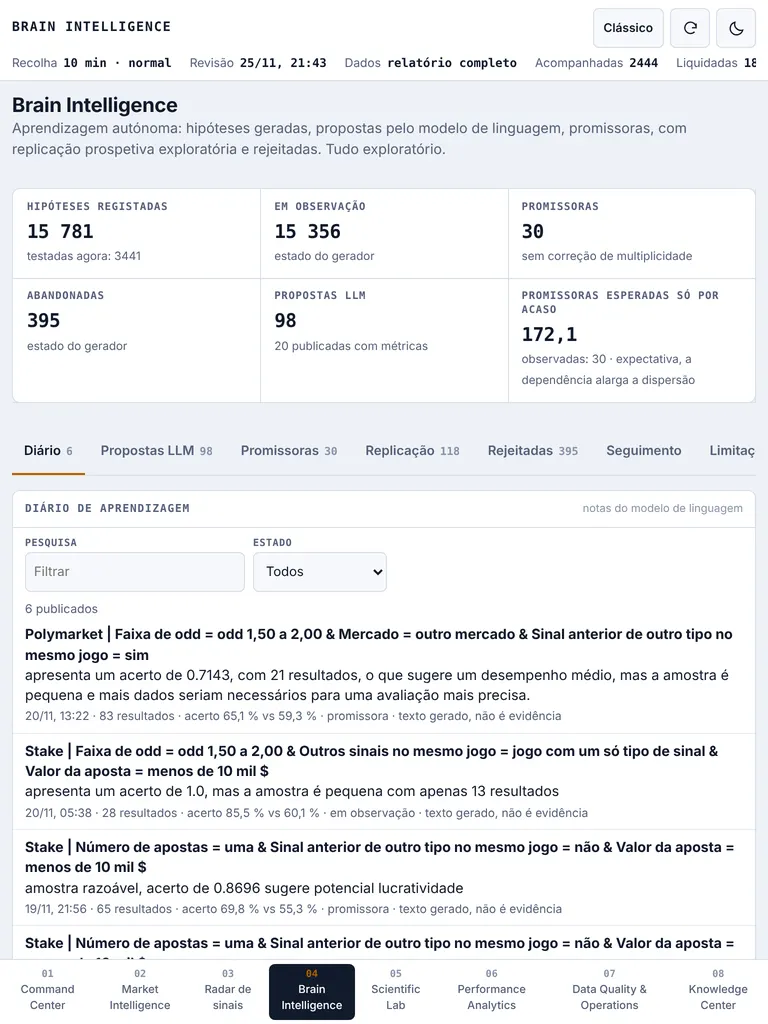 BRAIN INTELLIGENCE
Clássico
Recolha 10 min · normal Revisão 25/11, 21:43 Dados relatório completo Acompanhadas 2444 Liquidadas 18
Brain Intelligence
Aprendizagem autónoma: hipóteses geradas, propostas pelo modelo de linguagem, promissoras, com
replicação prospetiva exploratória e rejeitadas. Tudo exploratório.
HIPÓTESES REGISTADAS
15 781
testadas agora: 3441
EM OBSERVAÇÃO
15 356
estado do gerador
PROMISSORAS
30
sem correção de multiplicidade
ABANDONADAS
395
estado do gerador
PROPOSTAS LLM
98
20 publicadas com métricas
PROMISSORAS ESPERADAS SÓ POR
ACASO
172,1
observadas: 30 · expectativa, a
dependência alarga a dispersão
Diário 6 Propostas LLM 98 Promissoras 30 Replicação 118 Rejeitadas 395 Seguimento Limitaç
DIÁRIO DE APRENDIZAGEM notas do modelo de linguagem
PESQUISA ESTADO
Filtrar Todos
6 publicados
Polymarket | Faixa de odd = odd 1,50 a 2,00 & Mercado = outro mercado & Sinal anterior de outro tipo no
mesmo jogo = sim
apresenta um acerto de 0.7143, com 21 resultados, o que sugere um desempenho médio, mas a amostra é
pequena e mais dados seriam necessários para uma avaliação mais precisa.
20/11, 13:22 · 83 resultados · acerto 65,1 % vs 59,3 % · promissora · texto gerado, não é evidência
Stake | Faixa de odd = odd 1,50 a 2,00 & Outros sinais no mesmo jogo = jogo com um só tipo de sinal &
Valor da aposta = menos de 10 mil $
apresenta um acerto de 1.0, mas a amostra é pequena com apenas 13 resultados
20/11, 05:38 · 28 resultados · acerto 85,5 % vs 60,1 % · em observação · texto gerado, não é evidência
Stake | Número de apostas = uma & Sinal anterior de outro tipo no mesmo jogo = não & Valor da aposta =
menos de 10 mil $
amostra razoável, acerto de 0.8696 sugere potencial lucratividade
19/11, 21:56 · 65 resultados · acerto 69,8 % vs 55,3 % · promissora · texto gerado, não é evidência
Stake | Número de apostas = uma & Sinal anterior de outro tipo no mesmo jogo = não & Valor da aposta =
01 Command Center
02 Market Intelligence
03 Radar de sinais
04 Brain Intelligence
05 Scientific Lab
06 Performance Analytics
07 Data Quality & Operations
08 Knowledge Center